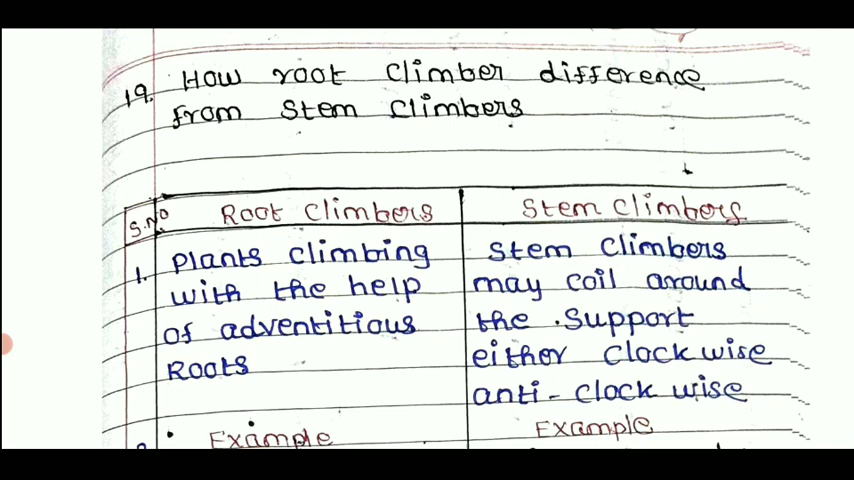 19. How root climber difference
from stem climbers
S.No Root climbers Stem climbers
1. Plants climbing
with the help
of adventitious
Roots
Stem climbers
may coil around
the support
either clock wise
anti-clock wise
Example
Example